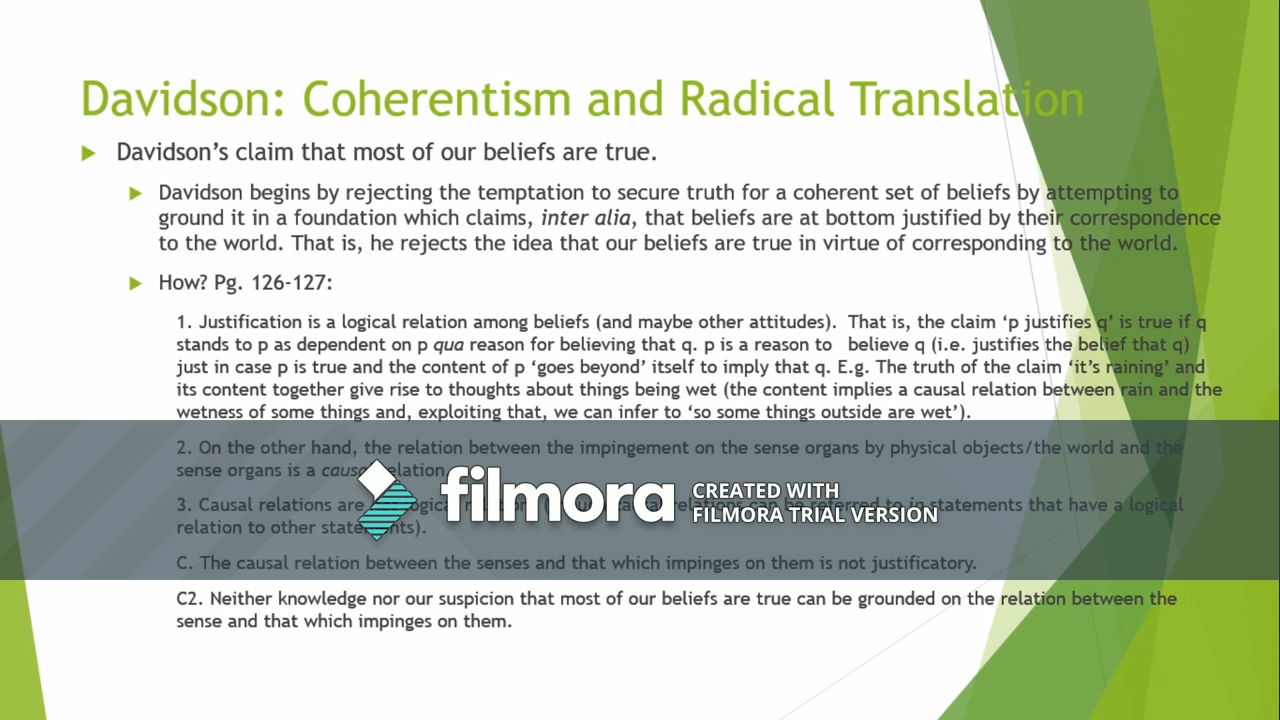 Davidson: Coherentism and Radical Translation
Davidson's claim that most of our beliefs are true.
Davidson begins by rejecting the temptation to secure truth for a coherent set of beliefs by attempting to
ground it in a foundation which claims, inter alia, that beliefs are at bottom justified by their correspondence
to the world. That is, he rejects the idea that our beliefs are true in virtue of corresponding to the world.
How? Pg. 126-127:
1. Justification is a logical relation among beliefs (and maybe other attitudes). That is, the claim 'p justifies q' is true if q
stands to p as dependent on p qua reason for believing that q. p is a reason to believe q (i.e. justifies the belief that q)
just in case p is true and the content of p 'goes beyond' itself to imply that q. E.g. The truth of the claim 'it's raining' and
its content together give rise to thoughts about things being wet (the content implies a causal relation between rain and the
wetness of some things and, exploiting that, we can infer to 'so some things outside are wet').
2. On the other hand, the relation between the impingement on the sense organs by physical objects/the world and the
sense organs is a relation
3. Causal relations are can be referred to in statements that have a logical
relation to other
filmora CREATED WITH
FILMORA TRIAL VERSION
C. The causal relation between the senses and that which impinges on them is not justificatory.
C2. Neither knowledge nor our suspicion that most of our beliefs are true can be grounded on the relation between the
sense and that which impinges on them.